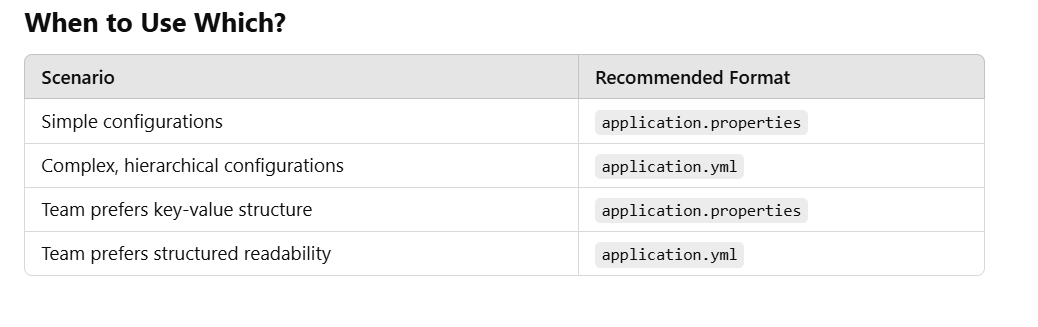 When to Use Which?
Scenario Recommended Format
Simple configurations application.properties
Complex, hierarchical configurations application.yml
Team prefers key-value structure application.properties
Team prefers structured readability application.yml